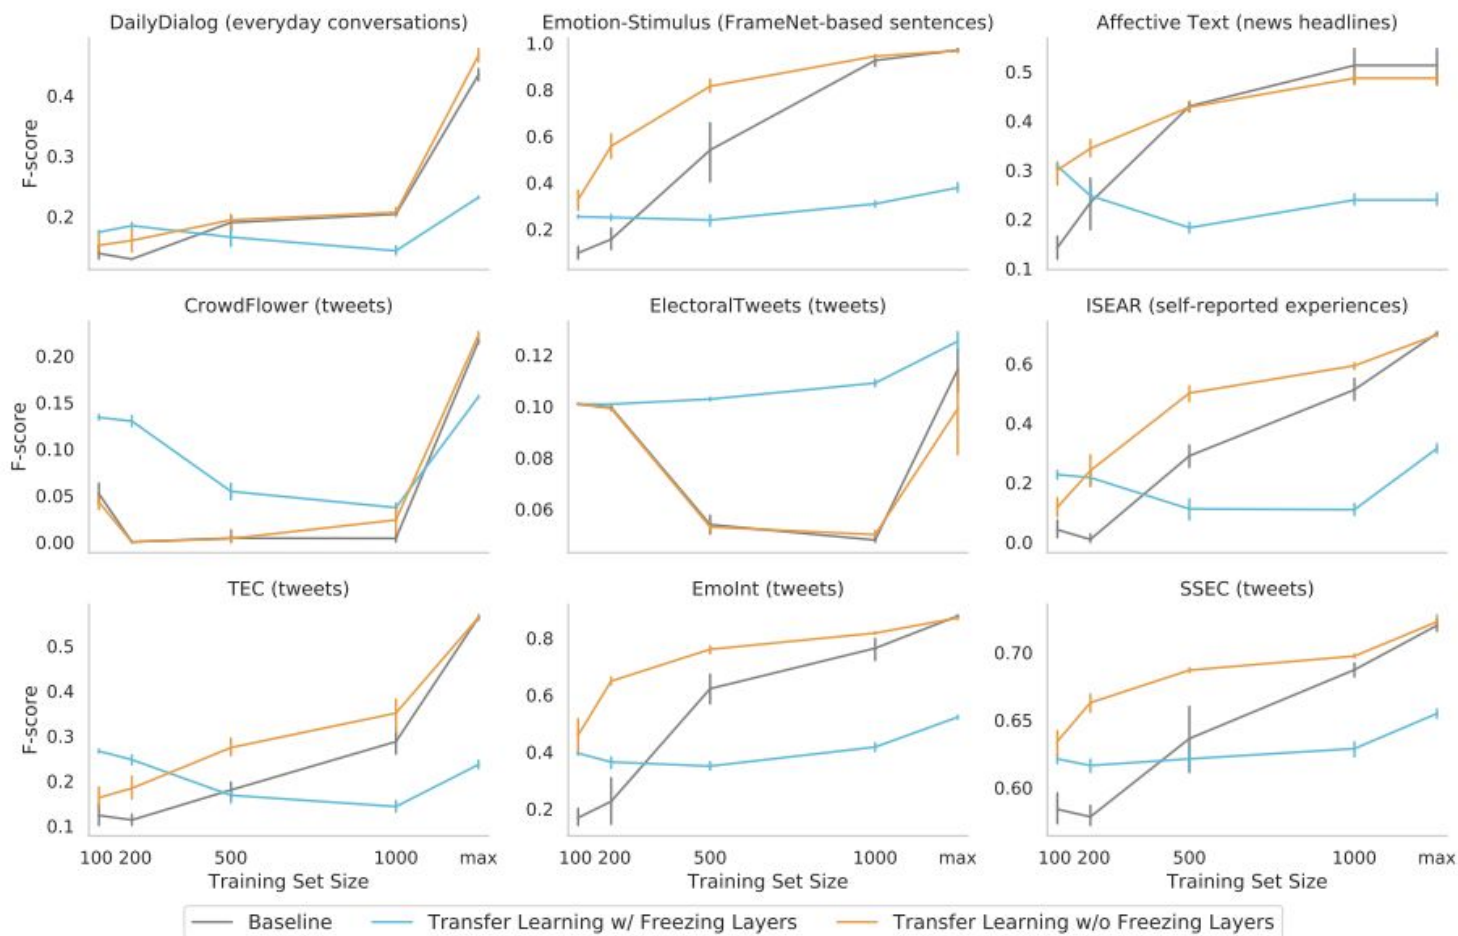 DailyDialog (everyday conversations)
Emotion-Stimulus (FrameNet-based sentences)
Affective Text (news headlines)
F-score
0.4
0.3
0.2
1.0
0.8
0.6
0.4
0.2
0.5
0.4
0.3
0.2
0.1
CrowdFlower (tweets)
ElectoralTweets (tweets)
ISEAR (self-reported experiences)
F-score
0.20
0.15
0.10
0.05
0.00
0.12
0.10
0.08
0.06
0.6
0.4
0.2
0.0
TEC (tweets)
EmoInt (tweets)
SSEC (tweets)
F-score
0.5
0.4
0.3
0.2
0.1
0.8
0.6
0.4
0.2
0.70
0.65
0.60
100 200 500 1000 max
100 200 500 1000 max
100 200 500 1000 max
Training Set Size
Training Set Size
Training Set Size
Baseline
Transfer Learning w/ Freezing Layers
Transfer Learning w/o Freezing Layers